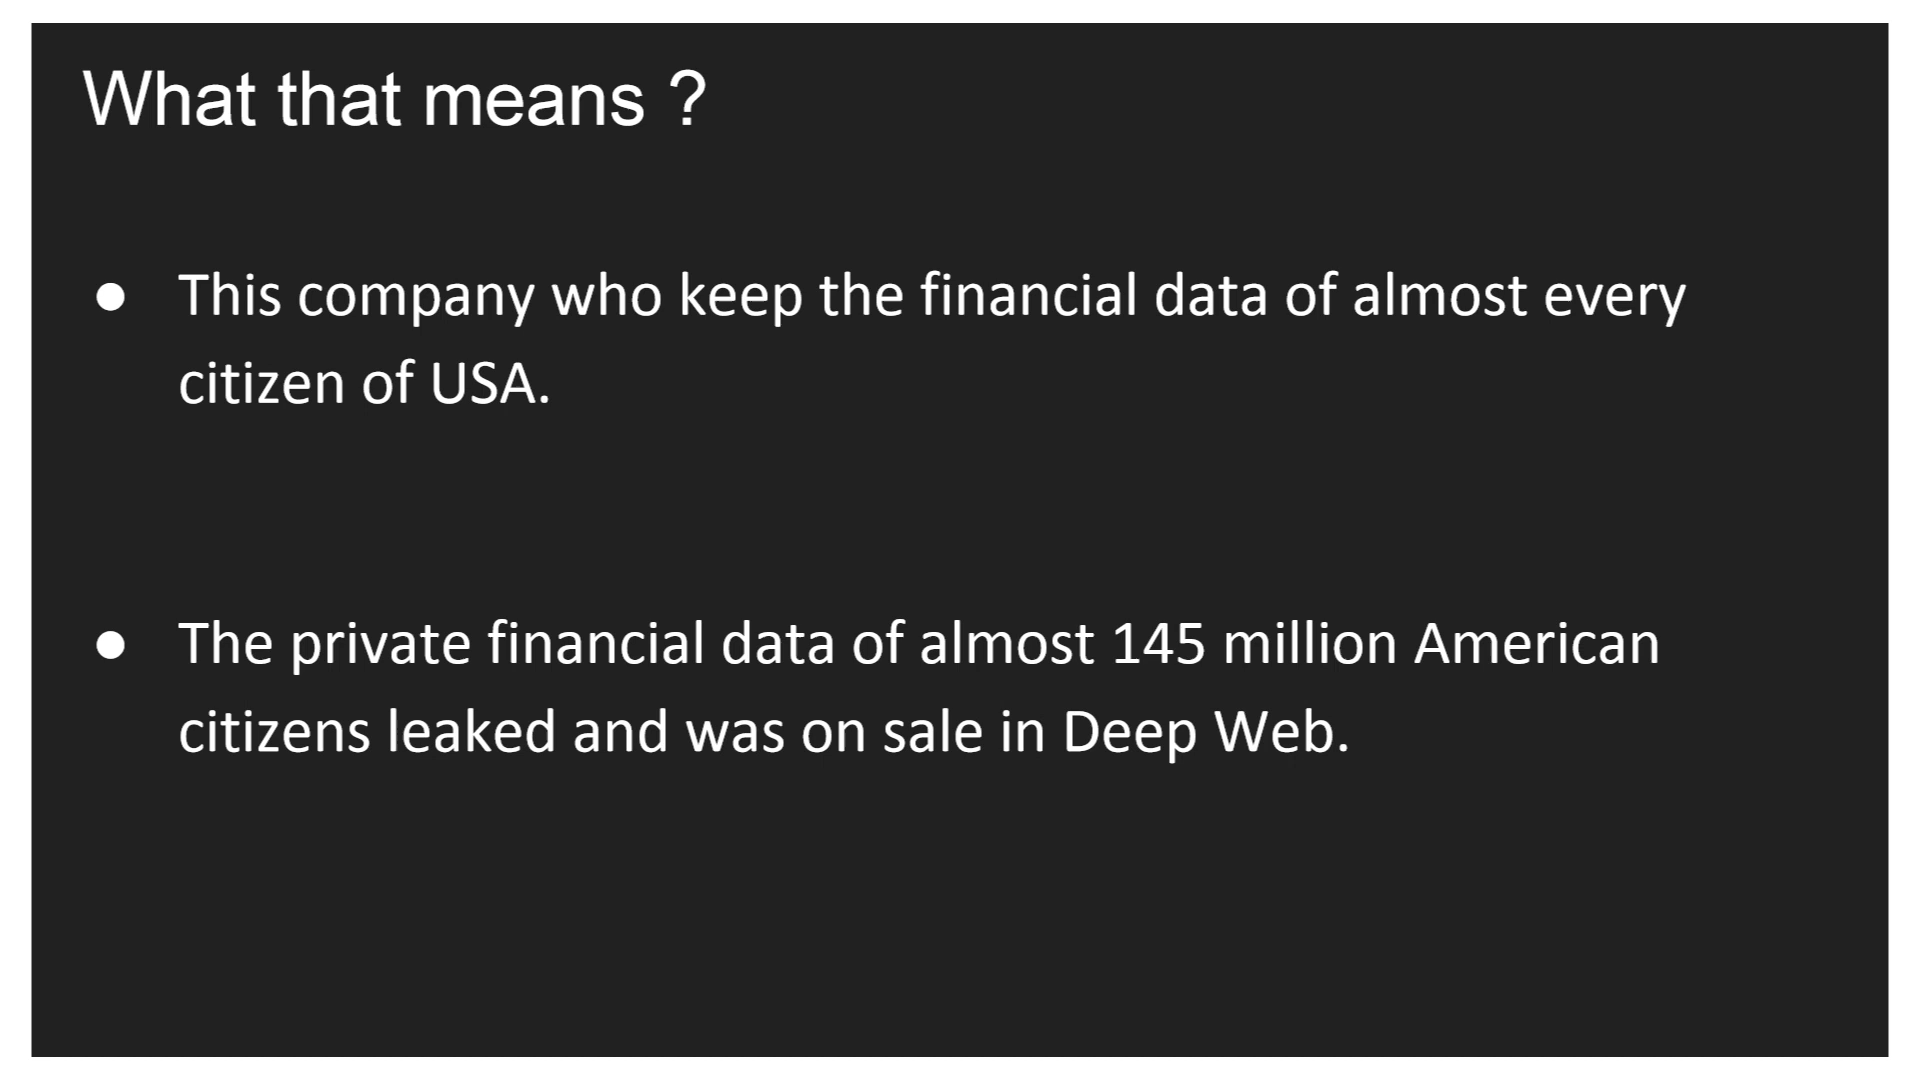 What that means ?
● This company who keep the financial data of almost every
citizen of USA.
● The private financial data of almost 145 million American
citizens leaked and was on sale in Deep Web.